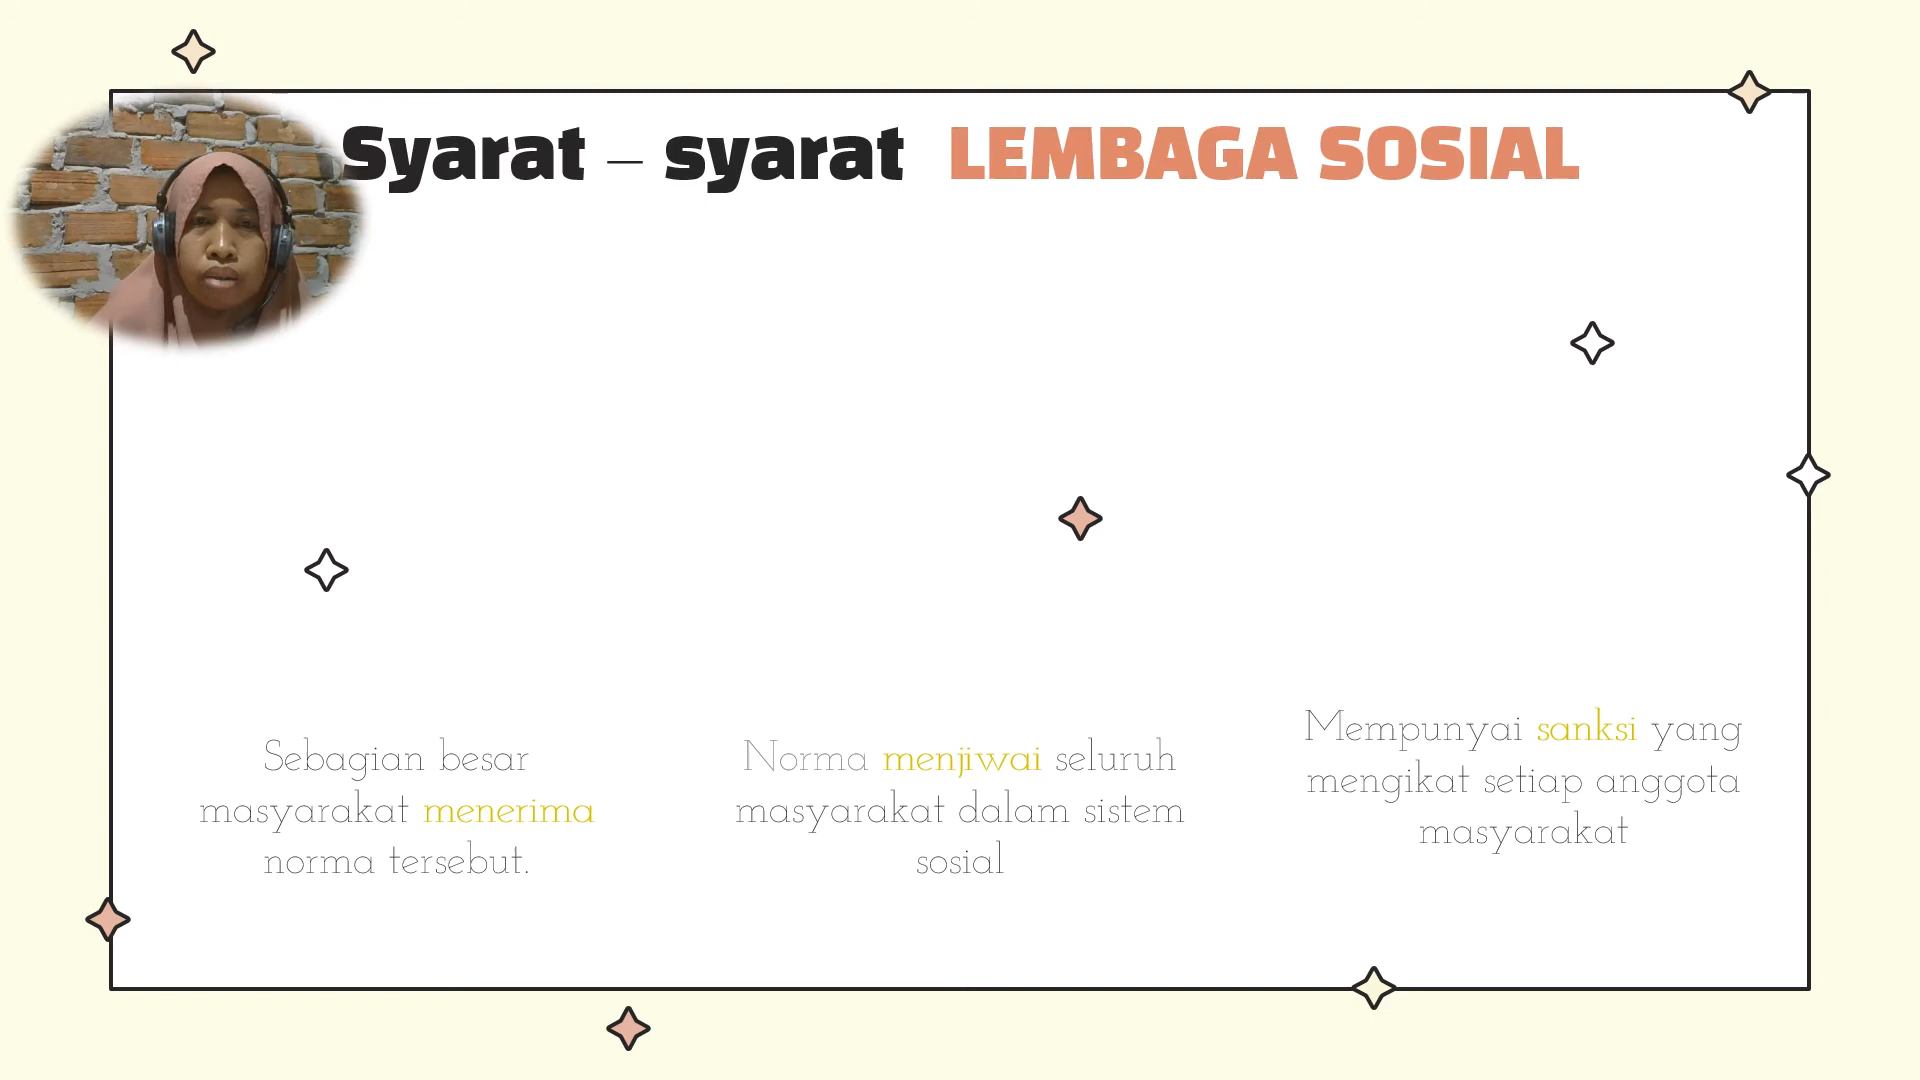 Syarat – syarat LEMBAGA SOSIAL
Sebagian besar
masyarakat menerima
norma tersebut.
Norma menjiwai seluruh
masyarakat dalam sistem
sosial
Mempunyai sanksi yang
mengikat setiap anggota
masyarakat